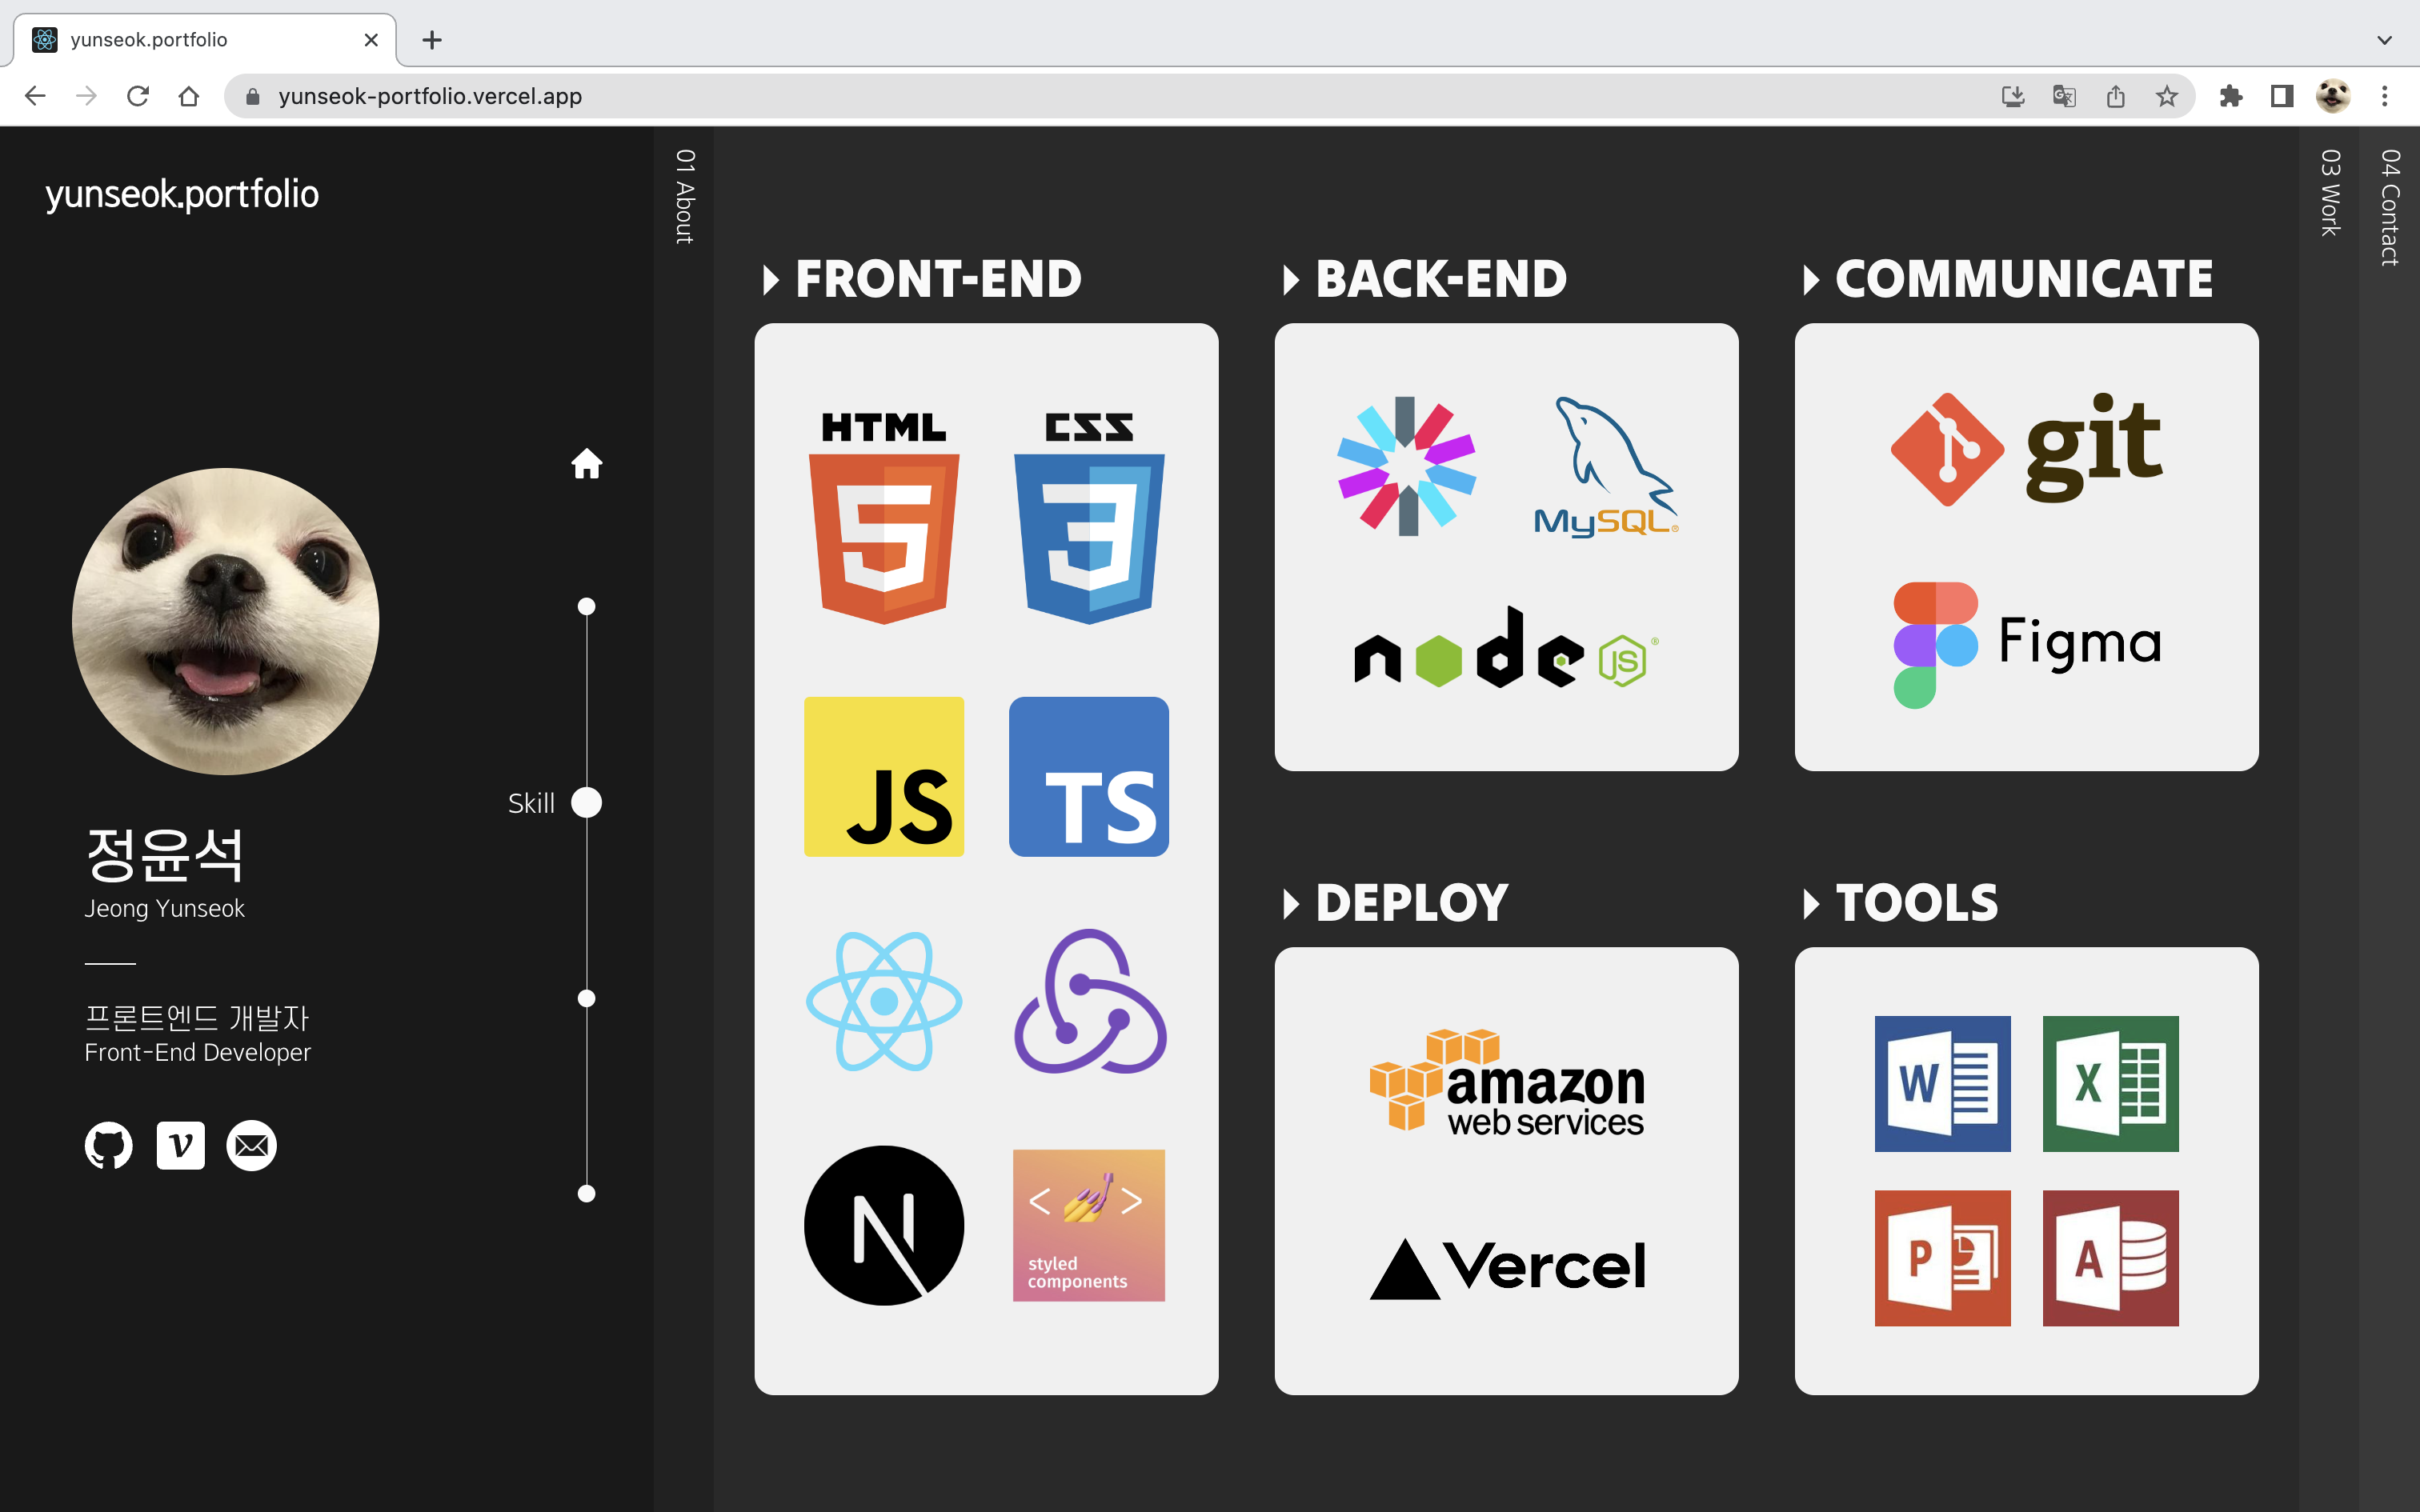 yunseok.portfolio
yunseok-portfolio.vercel.app
yunseok.portfolio
정윤석
Jeong Yunseok
프론트엔드 개발자
Front-End Developer
Skill
01 About
FRONT-END
HTML
CSS
JS
TS
N
< >
styled
components
BACK-END
MySQL®
node JS ®
DEPLOY
amazon
web services
Vercel
COMMUNICATE
git
Figma
TOOLS
W
X
P
A
03 Work
04 Contact